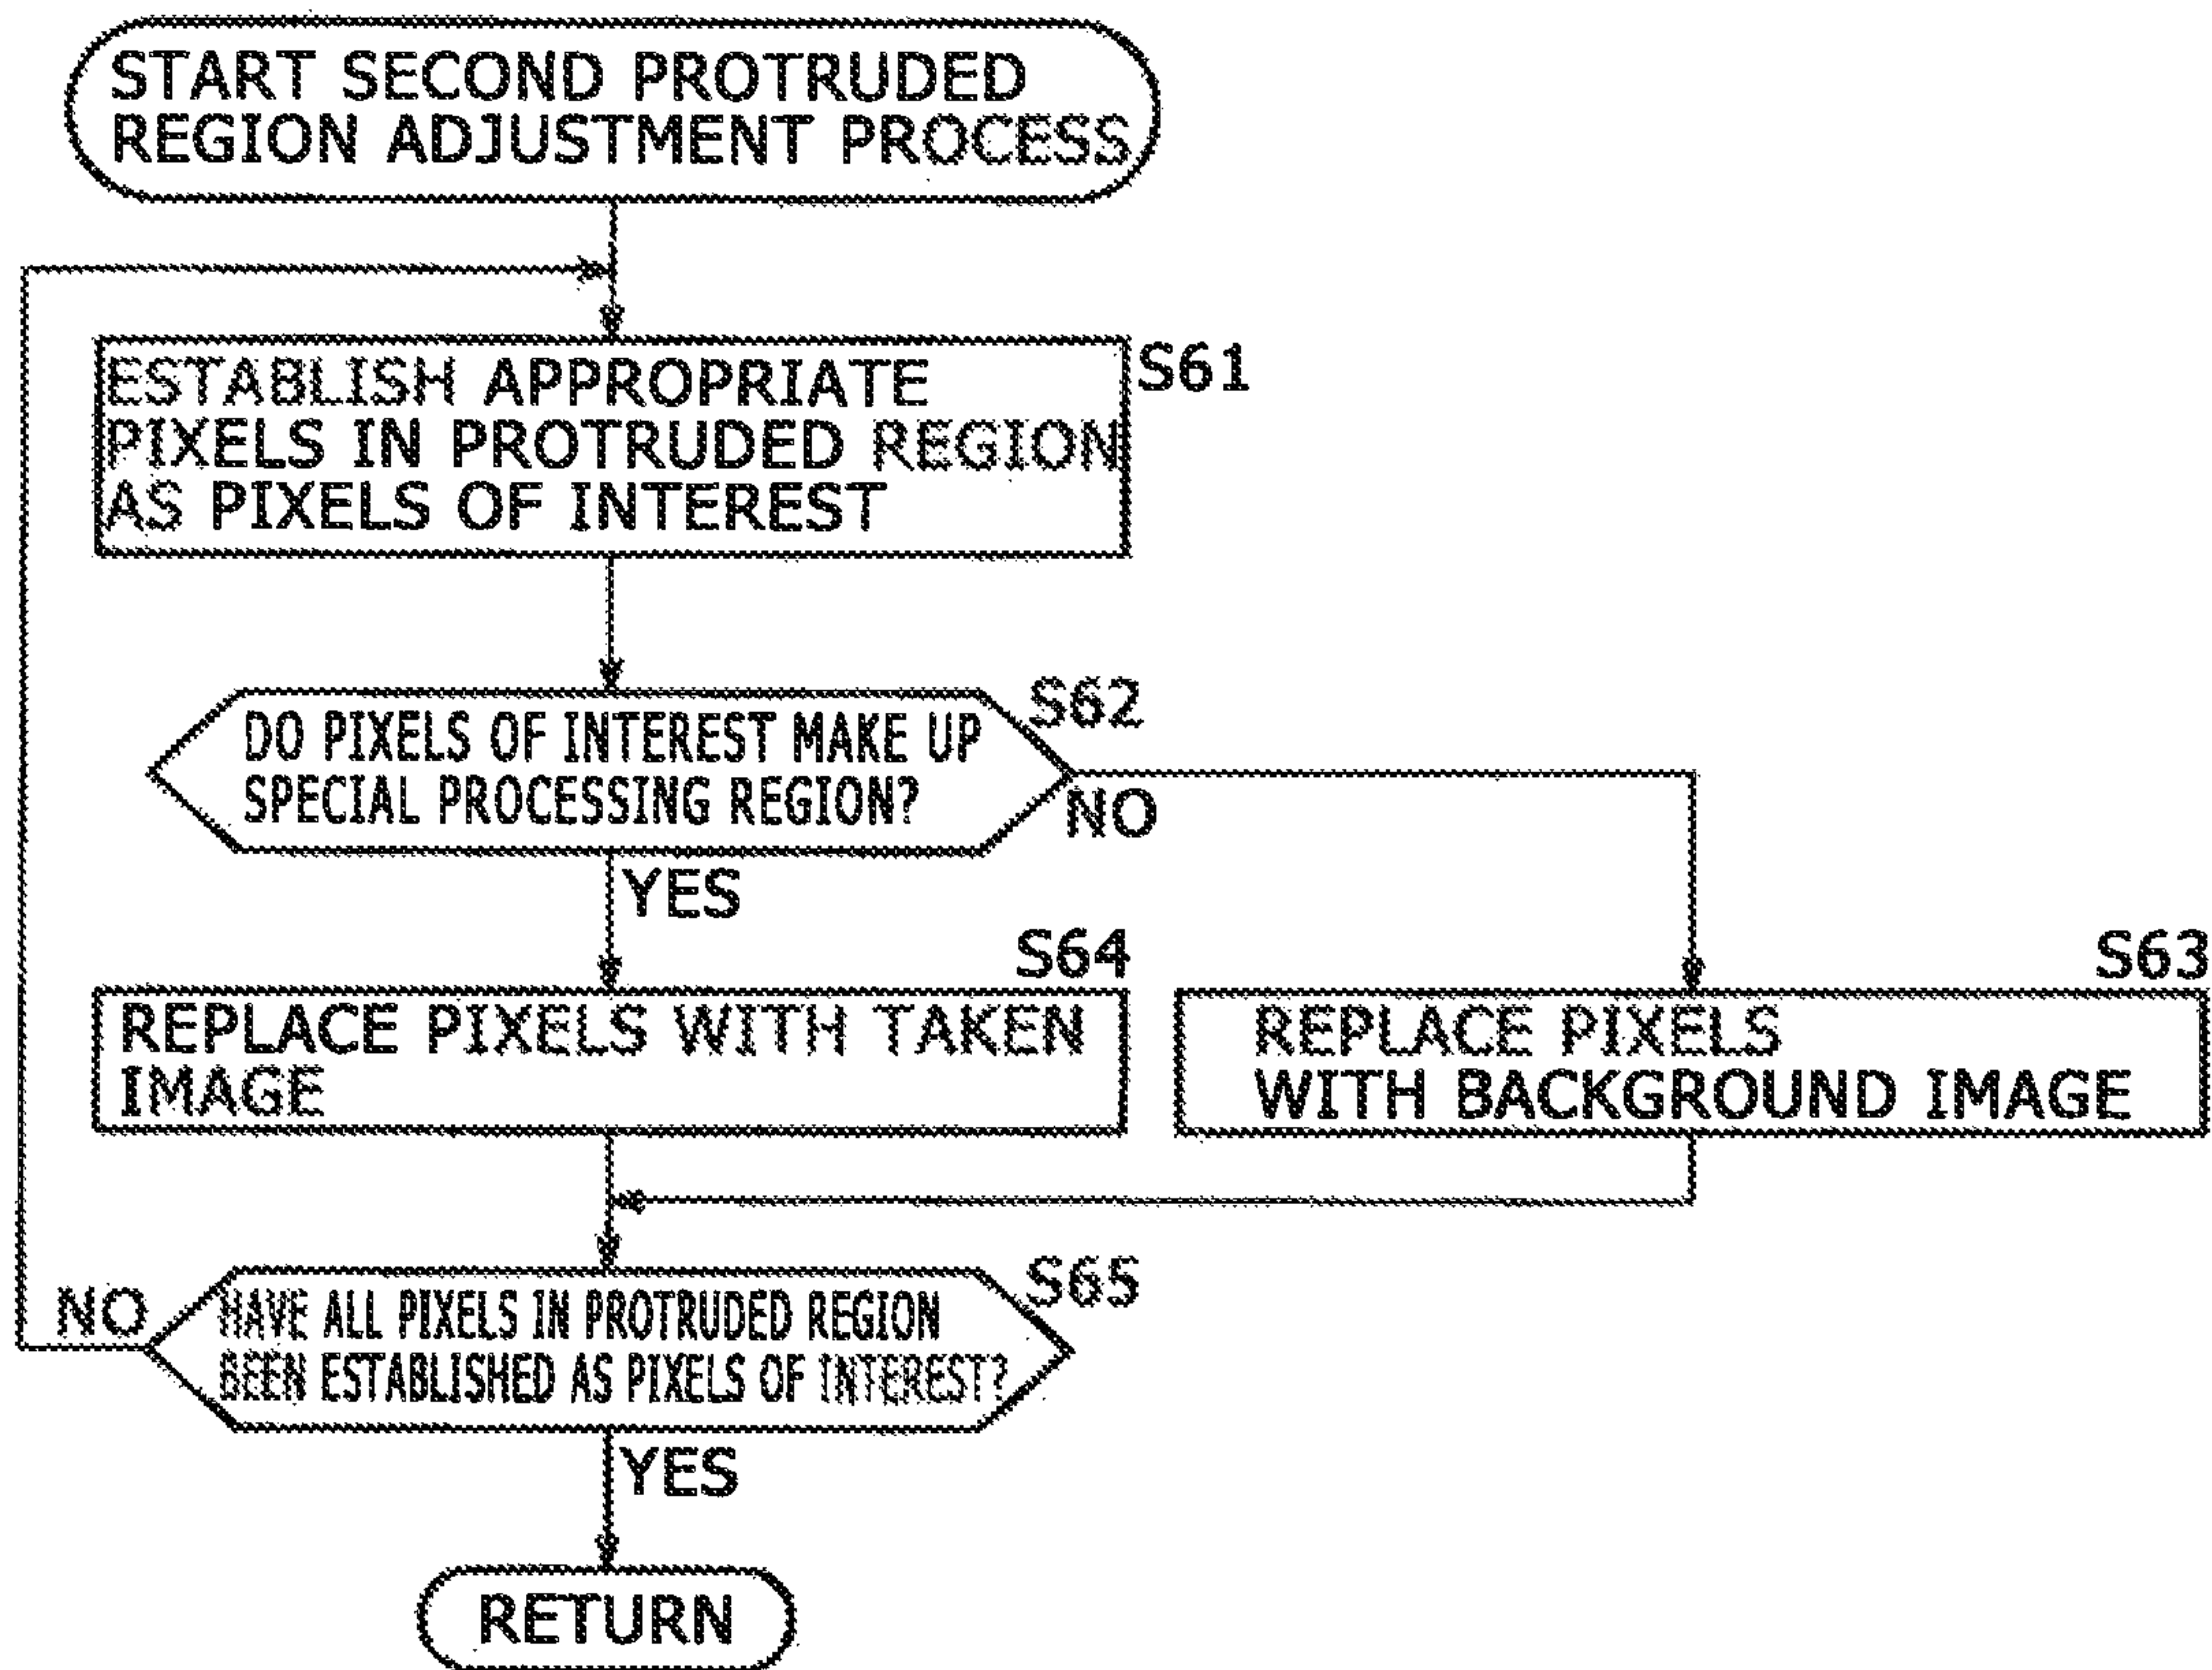 START SECOND PROTRUDED
REGION ADJUSTMENT PROCESS
ESTABLISH APPROPRIATE
PIXELS IN PROTRUDED REGION
AS PIXELS OF INTEREST
S61
DO PIXELS OF INTEREST MAKE UP
SPECIAL PROCESSING REGION?
S62
NO
YES
S64
REPLACE PIXELS WITH TAKEN
IMAGE
S63
REPLACE PIXELS
WITH BACKGROUND IMAGE
S65
NO
HAVE ALL PIXELS IN PROTRUDED REGION
BEEN ESTABLISHED AS PIXELS OF INTEREST?
YES
RETURN